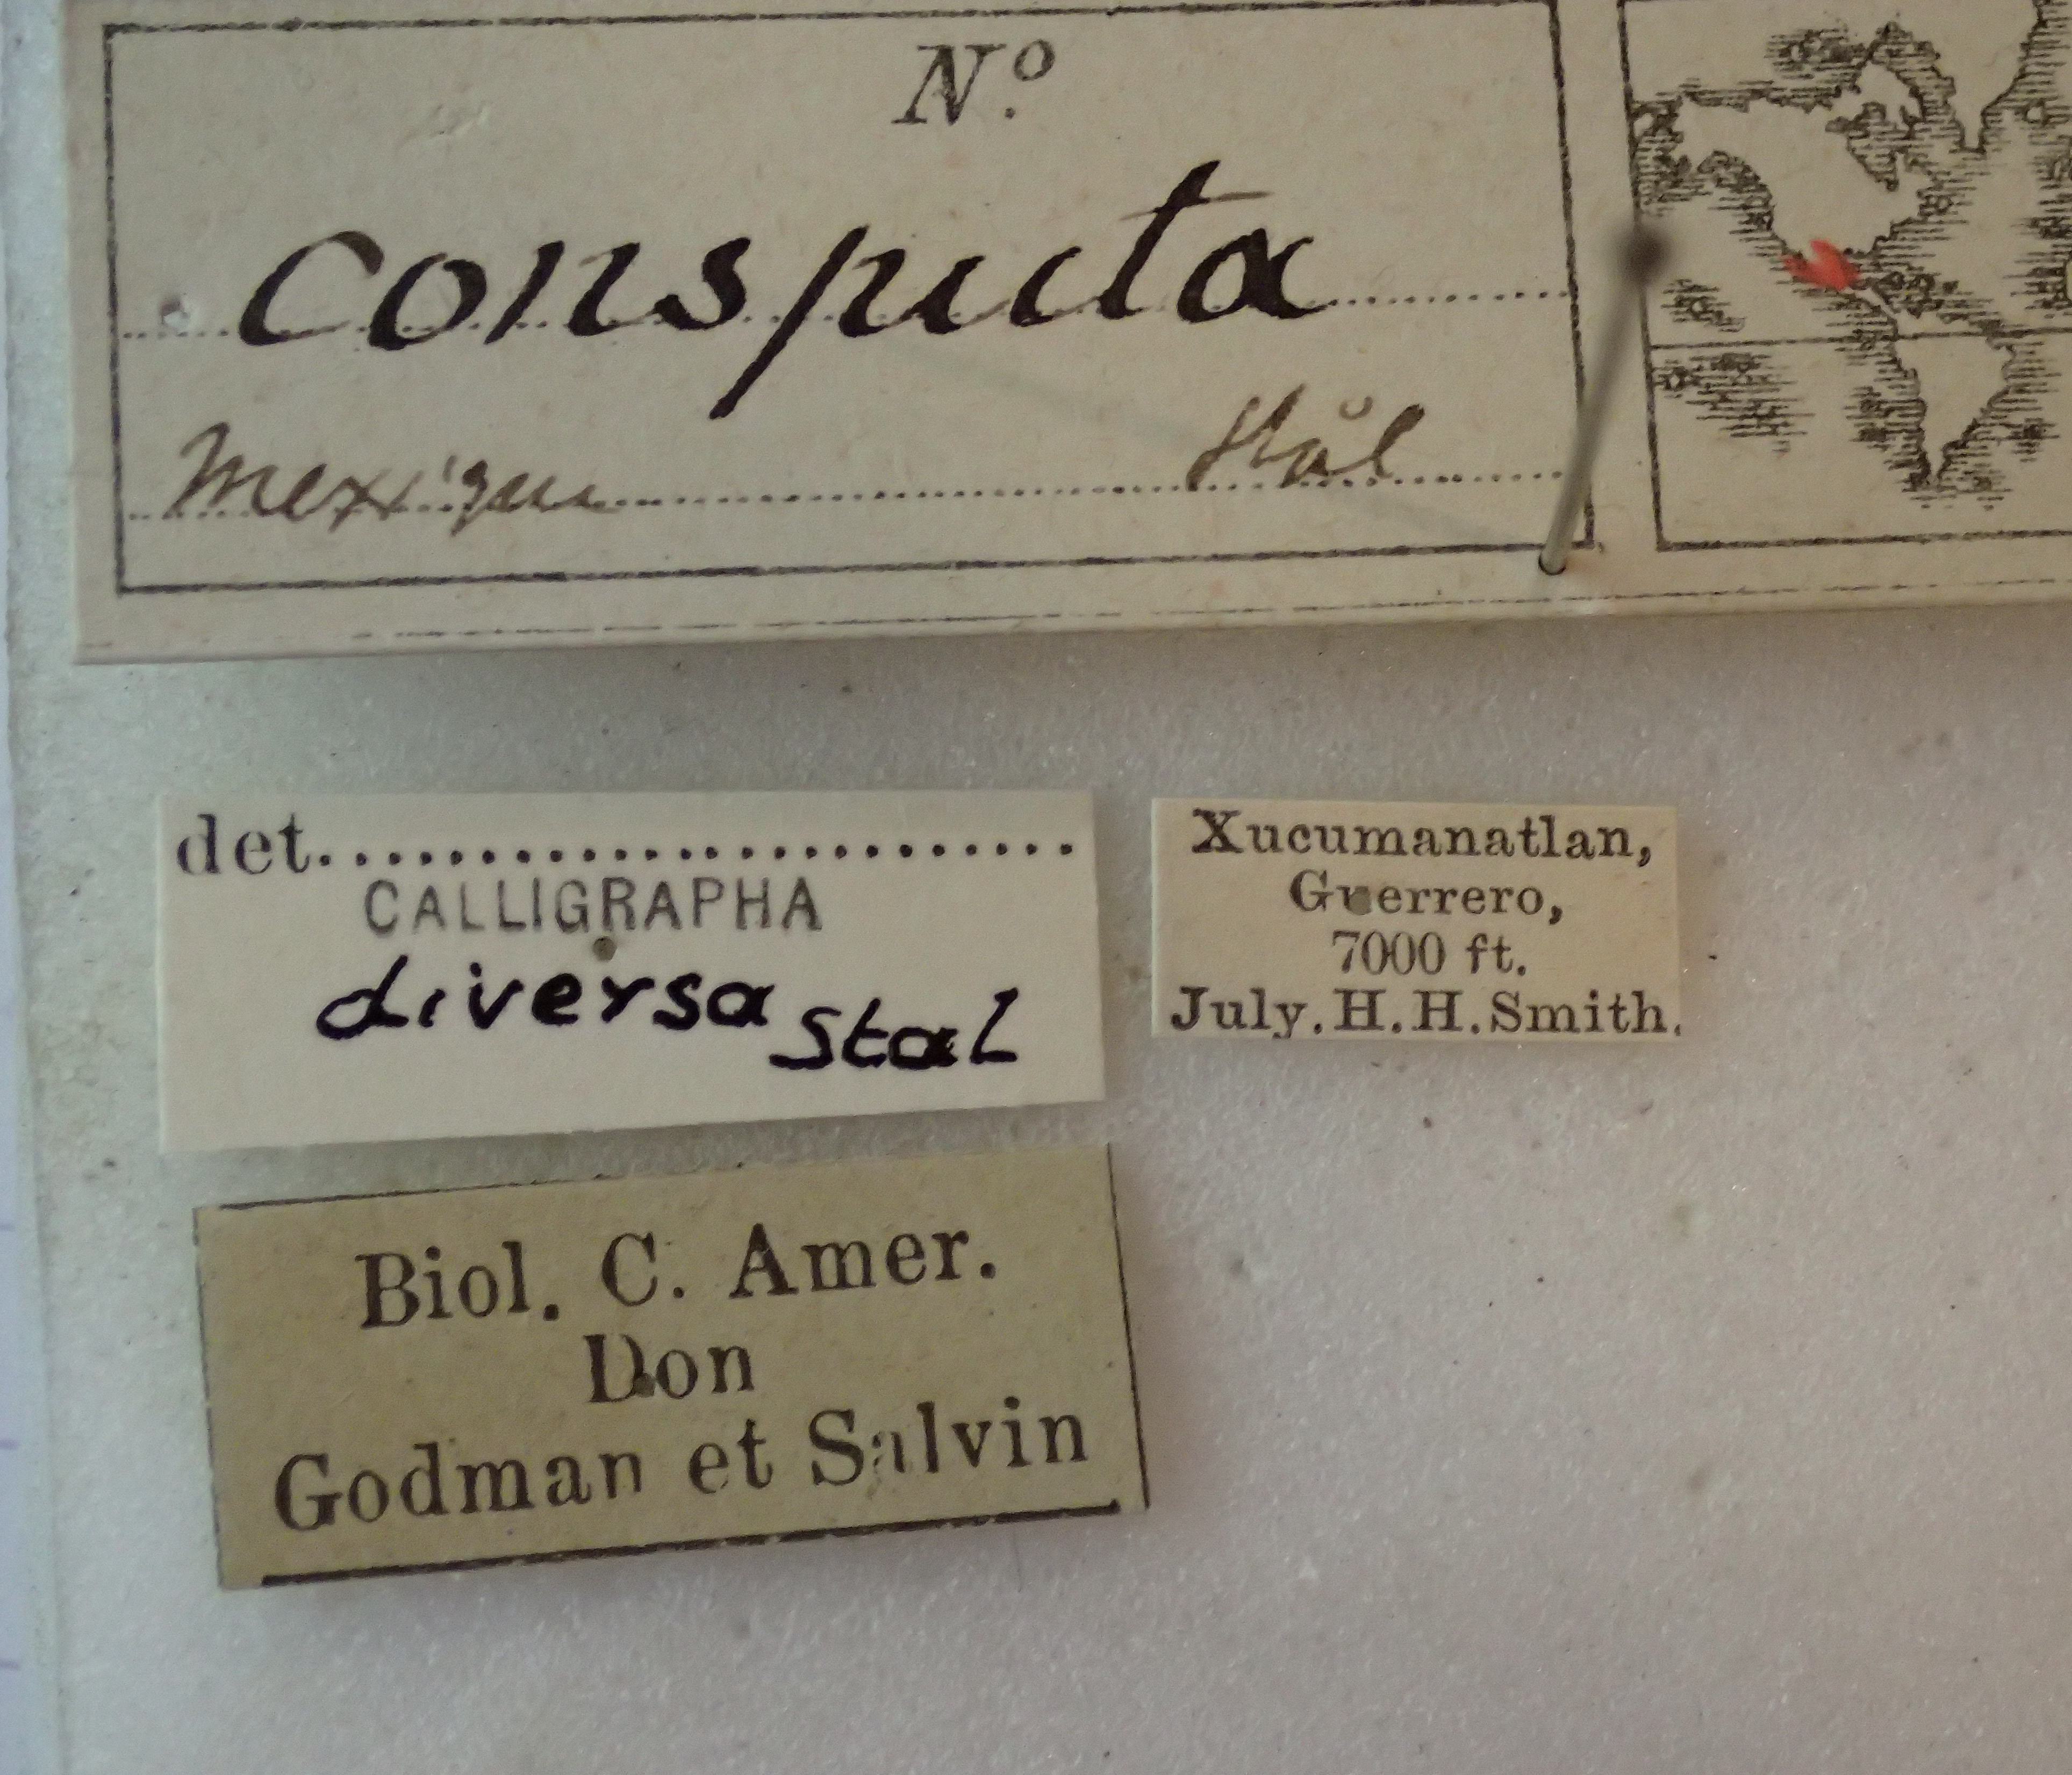 Nº.
conspicta
Mexique Stål
det..........................
CALLIGRAPHA
diversa Stal
Xucumanatlan,
Guerrero,
7000 ft.
July. H. H. Smith.
Biol. C. Amer.
Don
Godman et Salvin